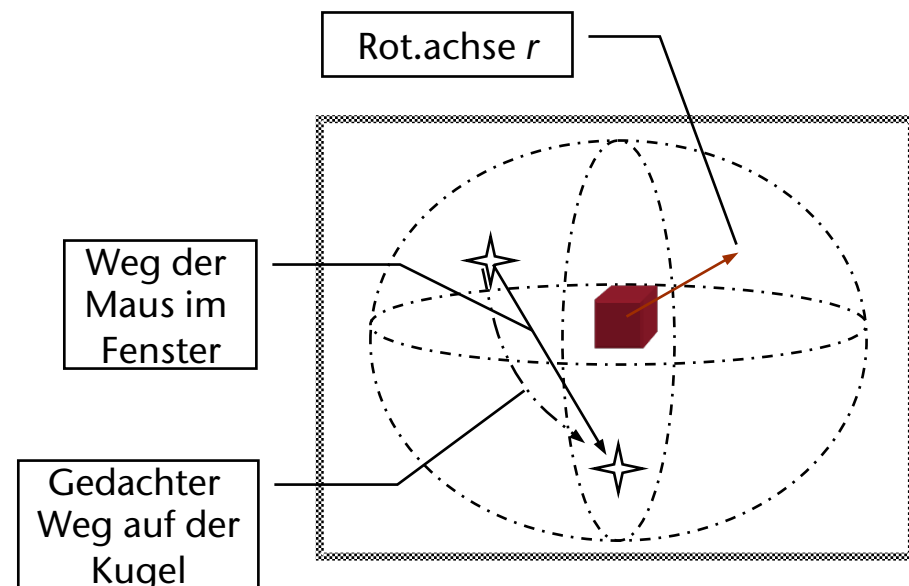 Rot.achse r
Weg der
Maus im
Fenster
Gedachter
Weg auf der
Kugel